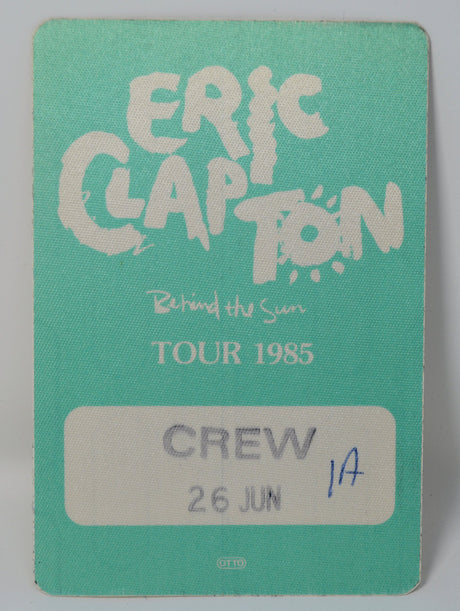 ERIC
CLAPTON
Behind the Sun
TOUR 1985
CREW
26 JUN
1A
OTTO